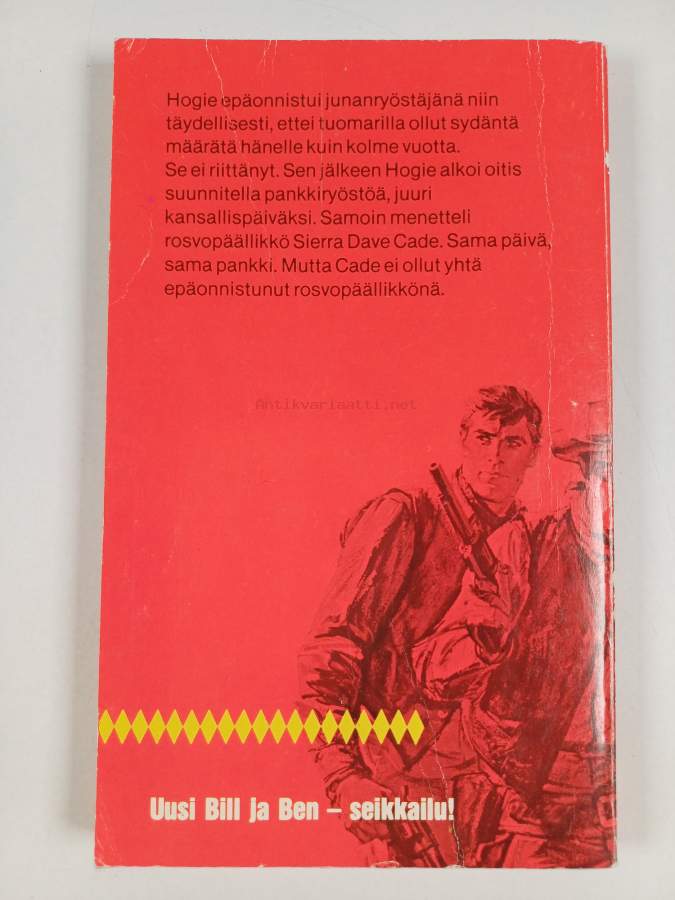 Hogie epäonnistui junanryöstäjänä niin
täydellisesti, ettei tuomarilla ollut sydäntä
määrätä hänelle kuin kolme vuotta.
Se ei riittänyt. Sen jälkeen Hogie alkoi oitis
suunnitella pankkiryöstöä, juuri
kansallispäiväksi. Samoin menetteli
rosvopäällikkö Sierra Dave Cade. Sama päivä,
sama pankki. Mutta Cade ei ollut yhtä
epäonnistunut rosvopäällikkönä.
Antikvariaatti.net
Uusi Bill ja Ben – seikkailu!